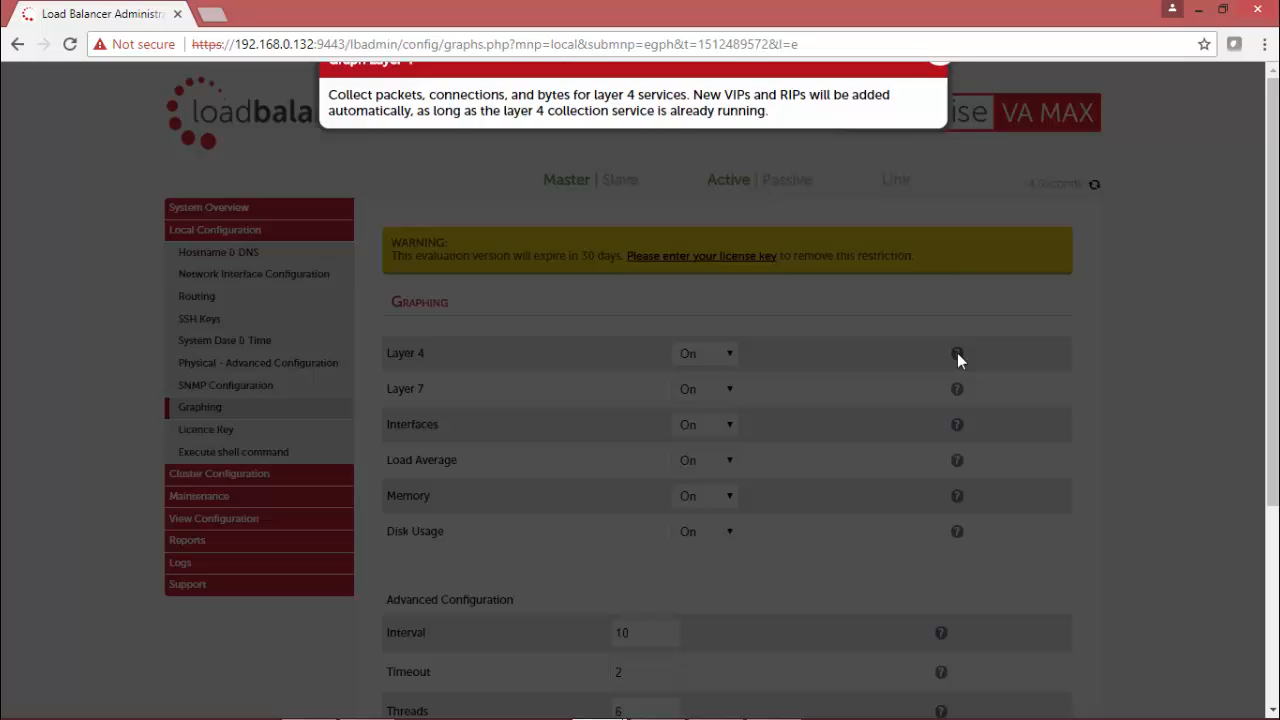 Load Balancer Administra
Not secure
https://192.168.0.132:9443/lbadmin/config/graphs.php?mnp=local&submnp=egph&t=1512489572&l=e
Collect packets, connections, and bytes for layer 4 services. New VIPs and RIPs will be added
automatically, as long as the layer 4 collection service is already running.
loadbala
ise VA MAX
Master | Slave Active | Passive Link
4 Seconds
System Overview
Local Configuration
Hostname & DNS
Network Interface Configuration
Routing
SSH Keys
System Date & Time
Physical - Advanced Configuration
SNMP Configuration
Graphing
Licence Key
Execute shell command
Cluster Configuration
Maintenance
View Configuration
Reports
Logs
Support
WARNING:
This evaluation version will expire in 30 days. Please enter your license key to remove this restriction.
Graphing
Layer 4 On
Layer 7 On ?
Interfaces On ?
Load Average On ?
Memory On ?
Disk Usage On ?
Advanced Configuration
Interval 10 ?
Timeout 2 ?
Threads 6 ?